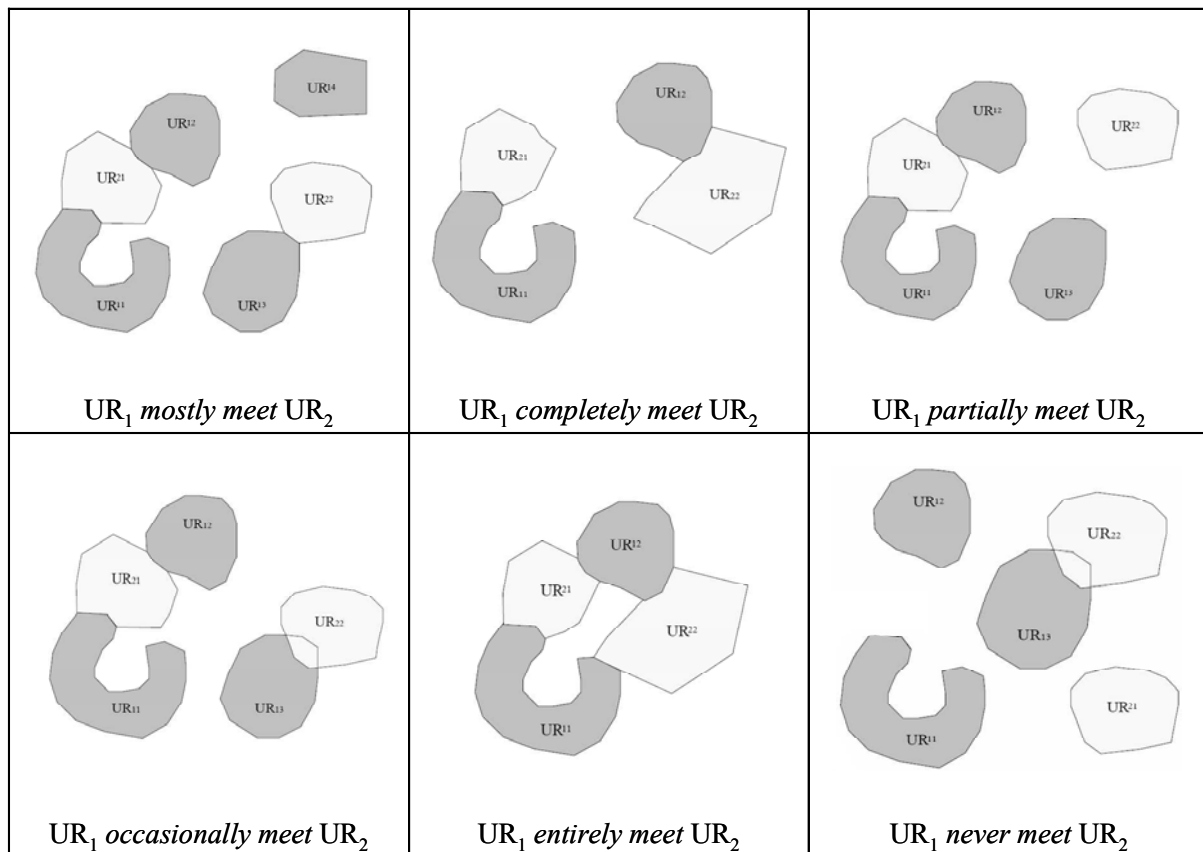 UR₁₄
UR₁₂
UR₂₁
UR₂₂
UR₁₁
UR₁₃
UR₁ mostly meet UR₂
UR₁₂
UR₂₁
UR₂₂
UR₁₁
UR₁ completely meet UR₂
UR₁₂
UR₂₂
UR₂₁
UR₁₁
UR₁₃
UR₁ partially meet UR₂
UR₁₂
UR₂₁
UR₂₂
UR₁₁
UR₁₃
UR₁ occasionally meet UR₂
UR₁₂
UR₂₁
UR₂₂
UR₁₁
UR₁ entirely meet UR₂
UR₁₂
UR₂₂
UR₁₃
UR₂₁
UR₁₁
UR₁ never meet UR₂